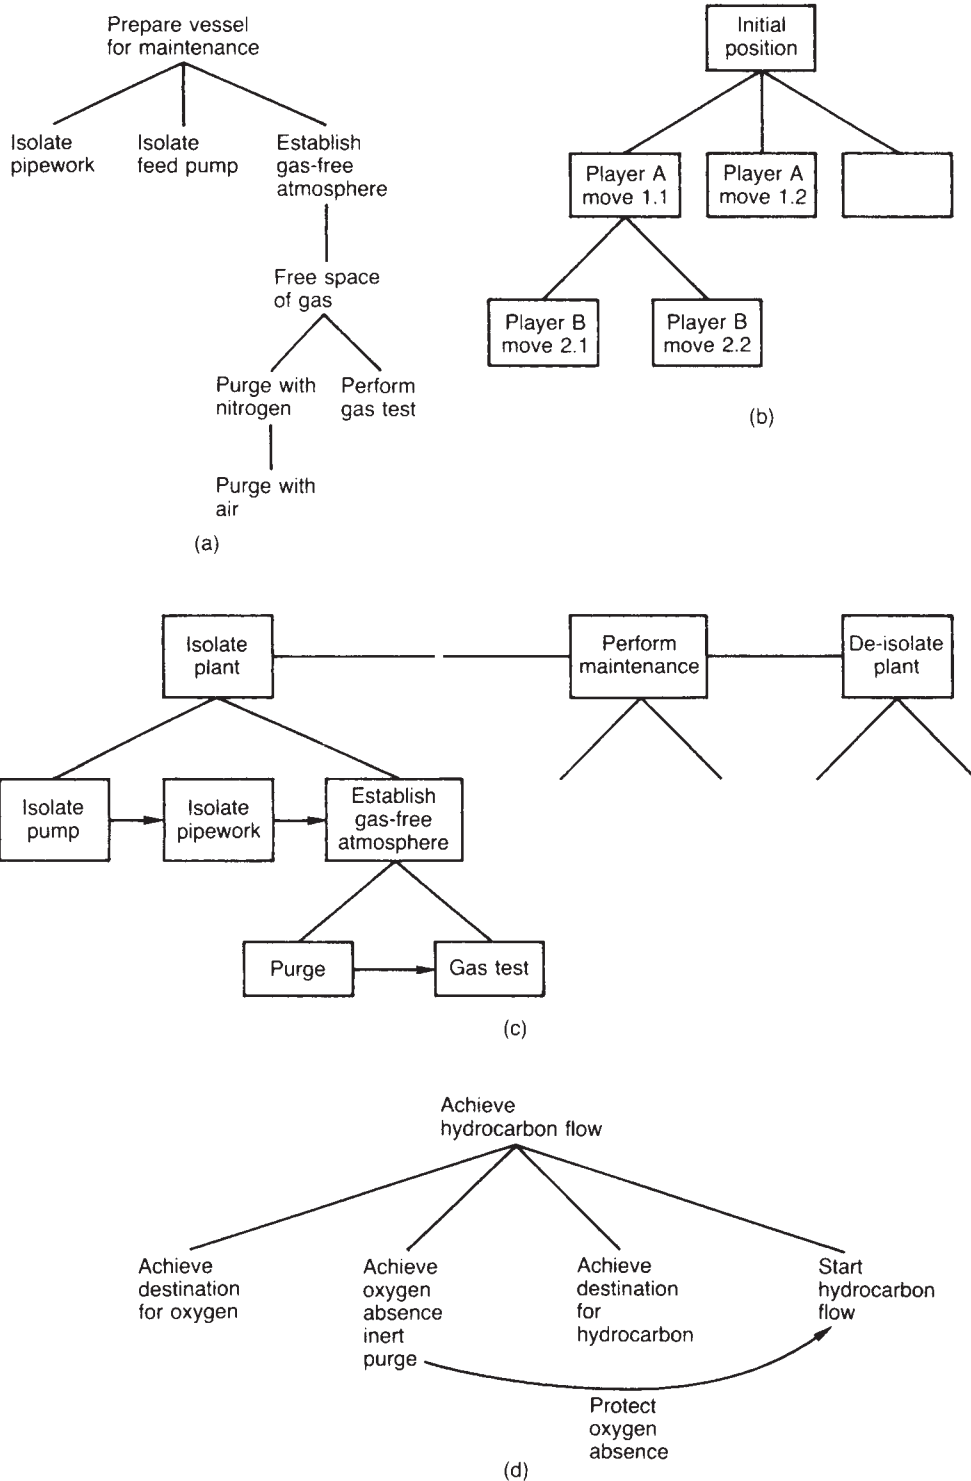 Prepare vessel
for maintenance
Isolate
pipework
Isolate
feed pump
Establish
gas-free
atmosphere
Free space
of gas
Purge with
nitrogen
Perform
gas test
Purge with
air
(a)
Initial
position
Player A
move 1.1
Player A
move 1.2
Player B
move 2.1
Player B
move 2.2
(b)
Isolate
plant
Perform
maintenance
De-isolate
plant
Isolate
pump
Isolate
pipework
Establish
gas-free
atmosphere
Purge
Gas test
(c)
Achieve
hydrocarbon flow
Achieve
destination
for oxygen
Achieve
oxygen
absence
inert
purge
Achieve
destination
for
hydrocarbon
Start
hydrocarbon
flow
Protect
oxygen
absence
(d)